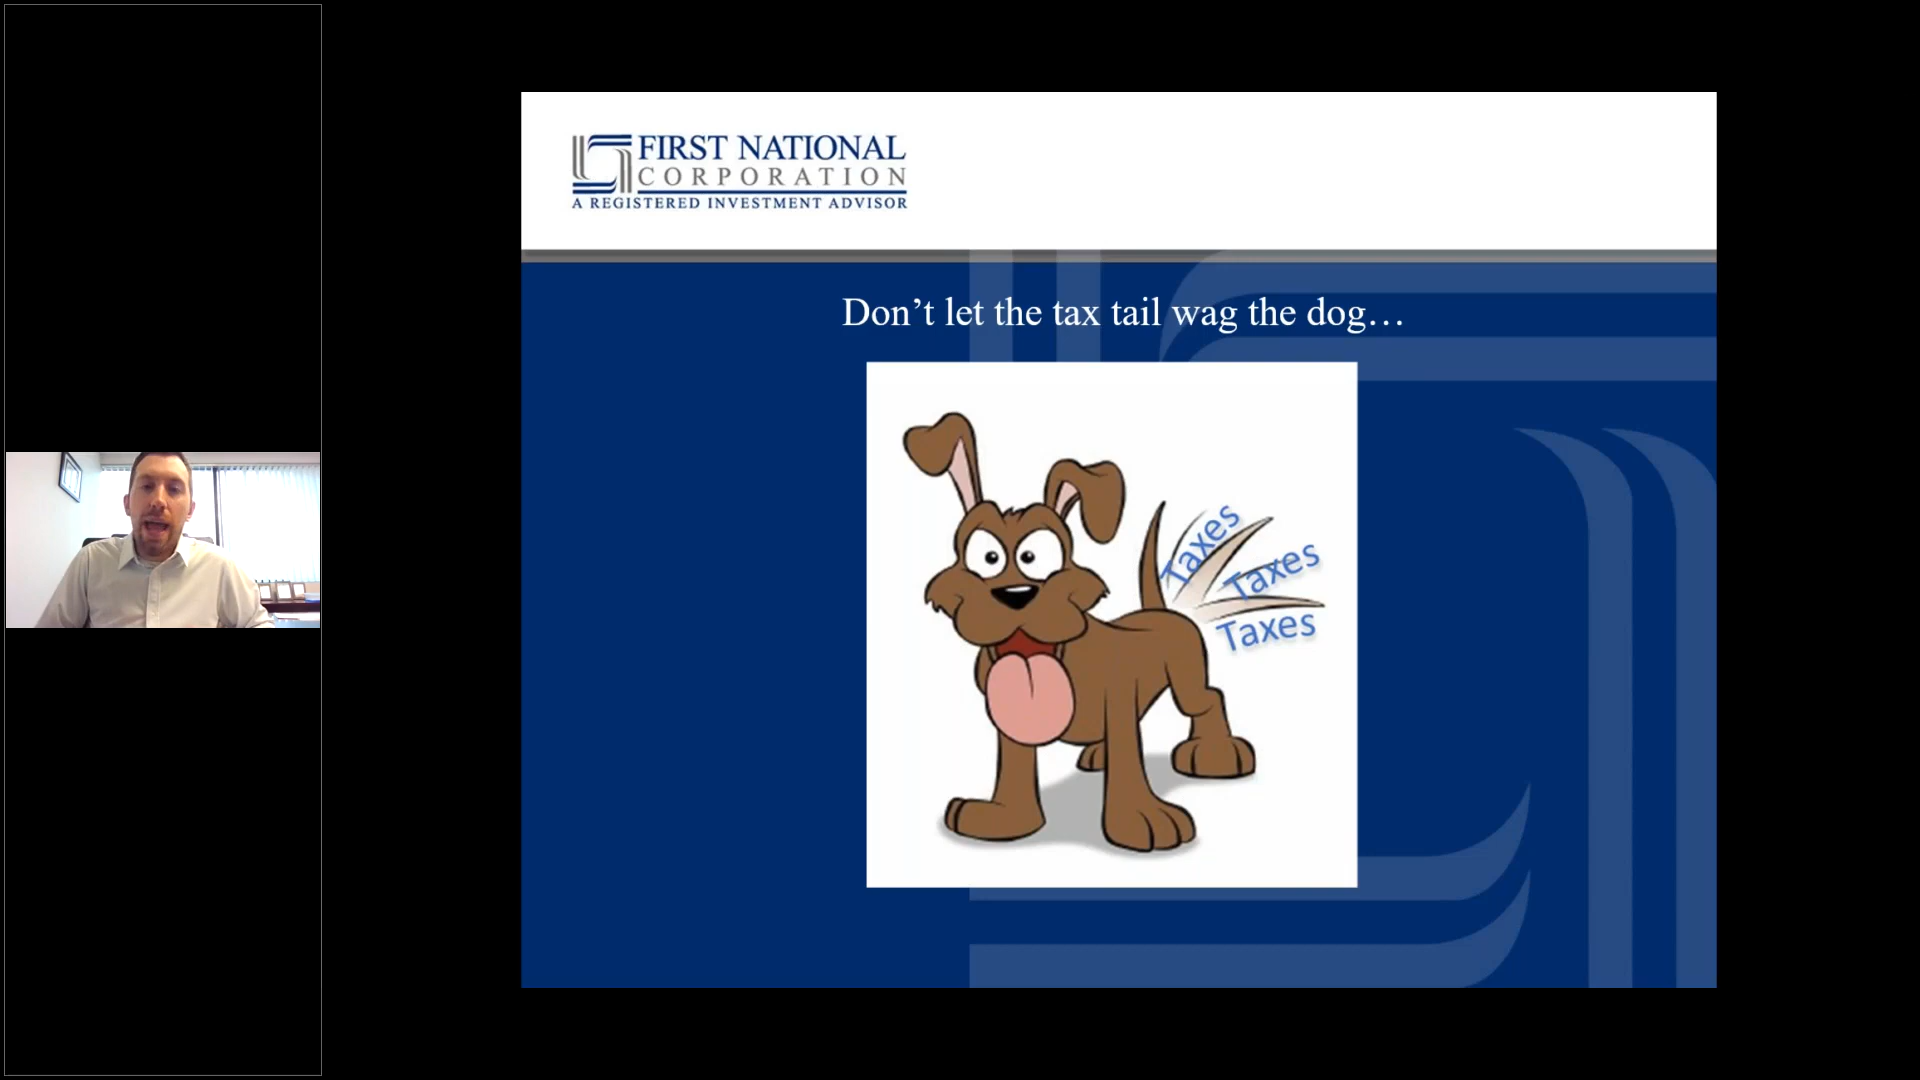 FIRST NATIONAL
CORPORATION
A REGISTERED INVESTMENT ADVISOR
Don’t let the tax tail wag the dog…
Taxes
Taxes
Taxes